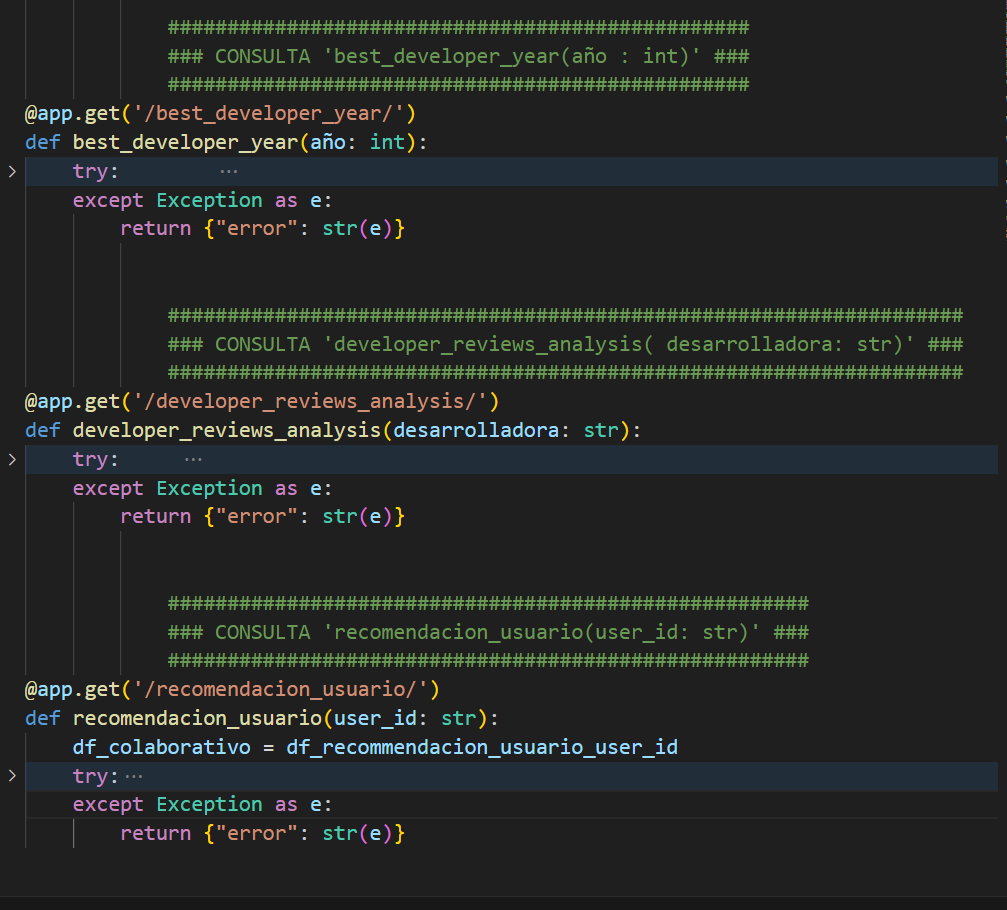 #################################################
### CONSULTA 'best_developer_year(año : int)' ###
#################################################
@app.get('/best_developer_year/')
def best_developer_year(año: int):
try: ...
except Exception as e:
return {"error": str(e)}
###################################################################
### CONSULTA 'developer_reviews_analysis( desarrolladora: str)' ###
###################################################################
@app.get('/developer_reviews_analysis/')
def developer_reviews_analysis(desarrolladora: str):
try: ...
except Exception as e:
return {"error": str(e)}
######################################################
### CONSULTA 'recomendacion_usuario(user_id: str)' ###
######################################################
@app.get('/recomendacion_usuario/')
def recomendacion_usuario(user_id: str):
df_colaborativo = df_recommendacion_usuario_user_id
try: ...
except Exception as e:
return {"error": str(e)}